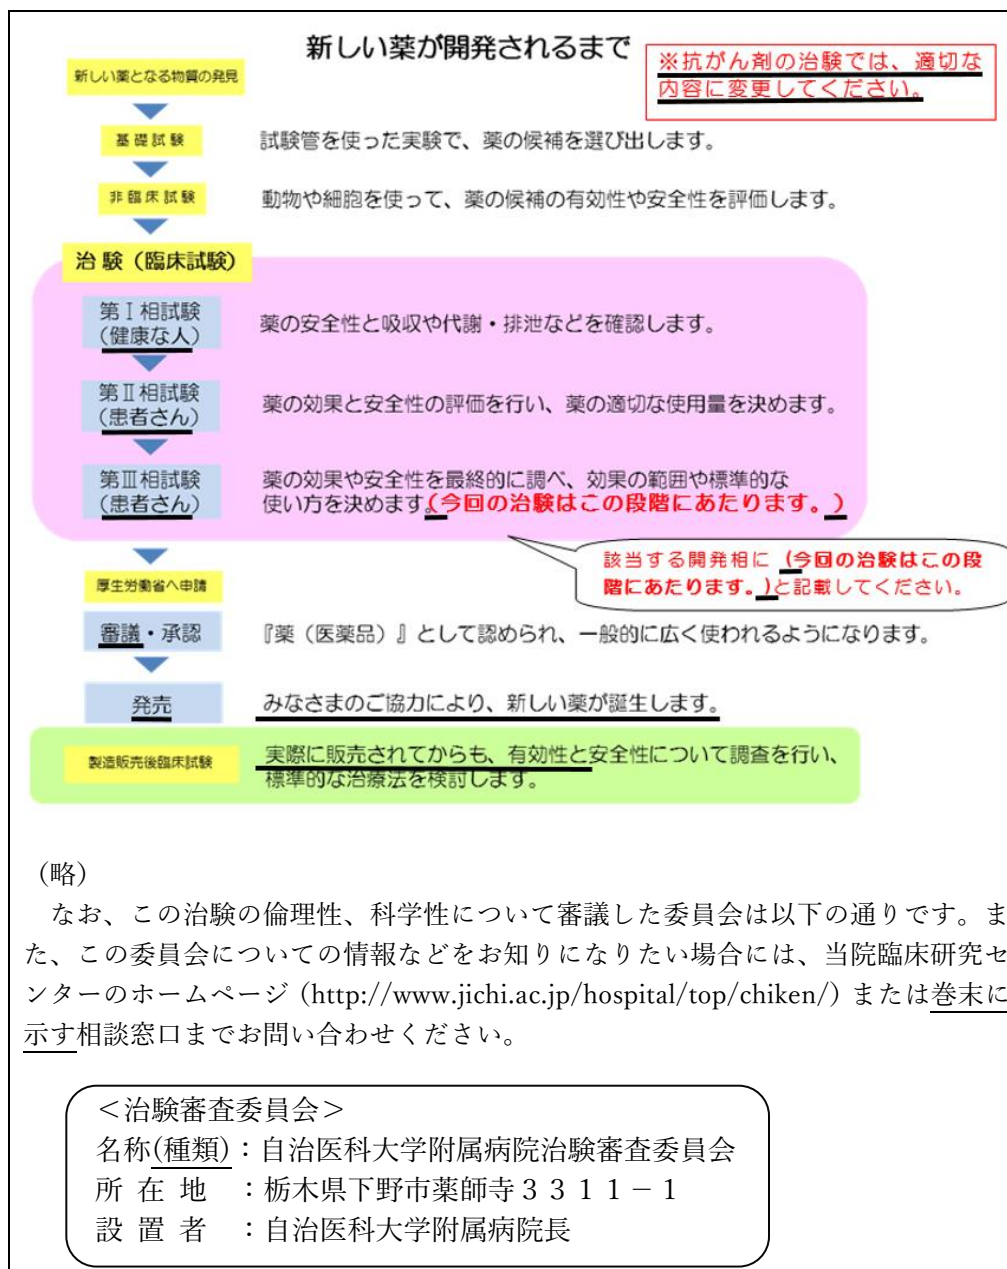 新しい薬が開発されるまで
※抗がん剤の治験では、適切な
内容に変更してください。
新しい薬となる物質の発見
基礎試験
試験管を使った実験で、薬の候補を選び出します。
非臨床試験
動物や細胞を使って、薬の候補の有効性や安全性を評価します。
治験（臨床試験）
第Ⅰ相試験
（健康な人）
薬の安全性と吸収や代謝・排泄などを確認します。
第Ⅱ相試験
（患者さん）
薬の効果と安全性の評価を行い、薬の適切な使用量を決めます。
第Ⅲ相試験
（患者さん）
薬の効果や安全性を最終的に調べ、効果の範囲や標準的な
使い方を決めます。（今回の治験はこの段階にあたります。）
該当する開発相に（今回の治験はこの段
階にあたります。）と記載してください。
厚生労働省へ申請
審議・承認
『薬（医薬品）』として認められ、一般的に広く使われるようになります。
発売
みなさまのご協力により、新しい薬が誕生します。
製造販売後臨床試験
実際に販売されてからも、有効性と安全性について調査を行い、
標準的な治療法を検討します。
（略）
なお、この治験の倫理性、科学性について審議した委員会は以下の通りです。ま
た、この委員会についての情報などをお知りになりたい場合には、当院臨床研究セ
ンターのホームページ（http://www.jichi.ac.jp/hospital/top/chiken/）または巻末に
示す相談窓口までお問い合わせください。
＜治験審査委員会＞
名称(種類)：自治医科大学附属病院治験審査委員会
所 在 地 ：栃木県下野市薬師寺３３１１－１
設 置 者 ：自治医科大学附属病院長